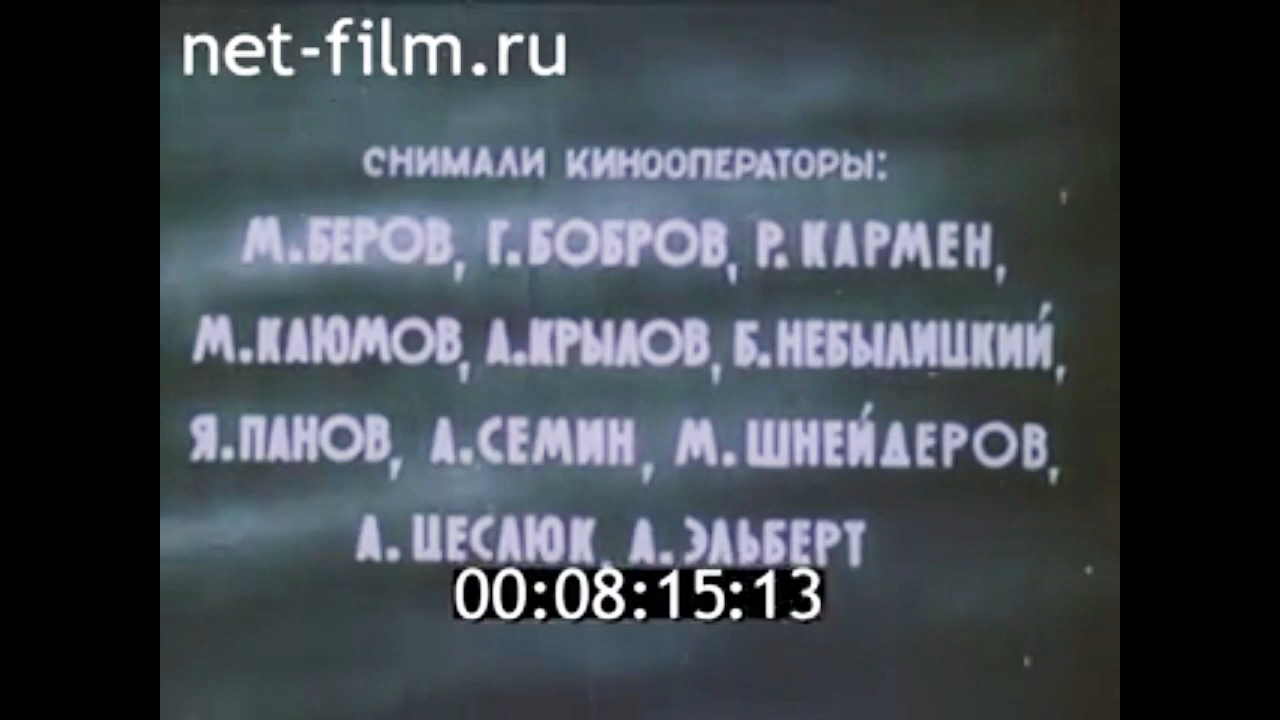 net-film.ru
СНИМАЛИ КИНООПЕРАТОРЫ:
М.БЕРОВ, Г.БОБРОВ, Р.КАРМЕН,
М.КАЮМОВ, А.КРЫЛОВ, Б.НЕБЫЛИЦКИЙ,
Я.ПАНОВ, А.СЕМИН, М.ШНЕЙДЕРОВ,
А.ЦЕСЛЮК, А.ЭЛЬБЕРТ
00:08:15:13